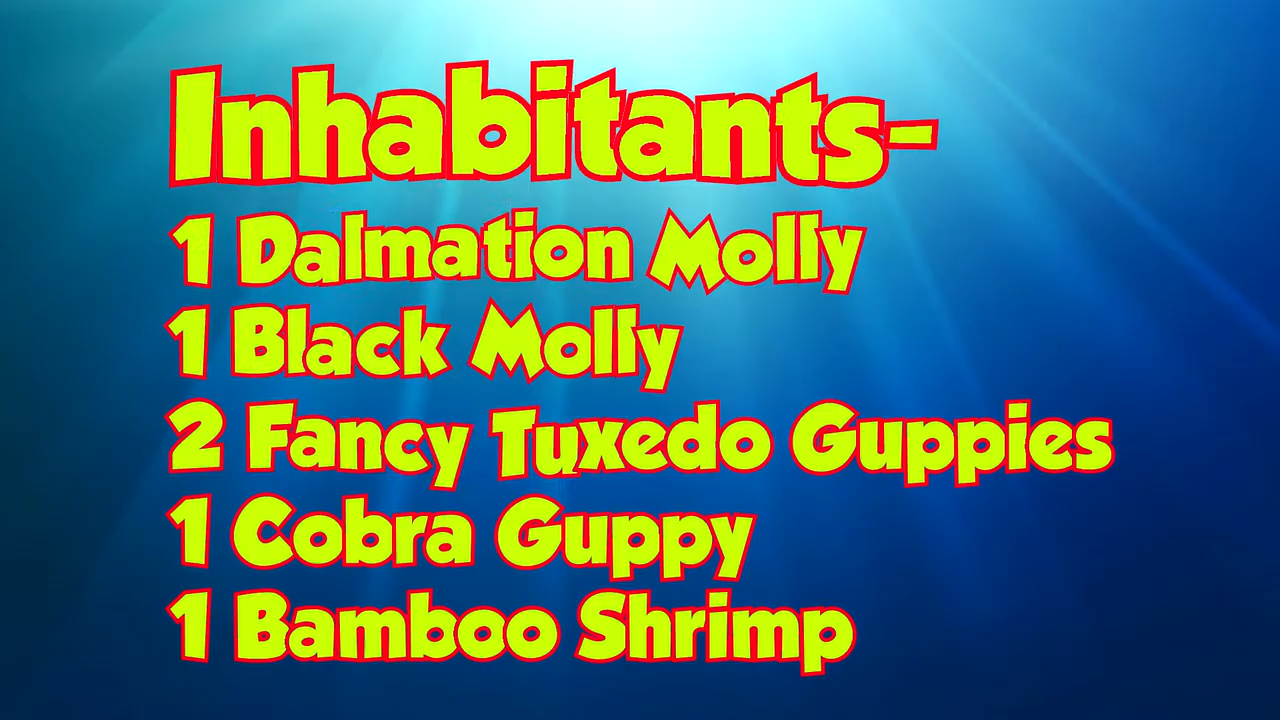 Inhabitants-
1 Dalmation Molly
1 Black Molly
2 Fancy Tuxedo Guppies
1 Cobra Guppy
1 Bamboo Shrimp